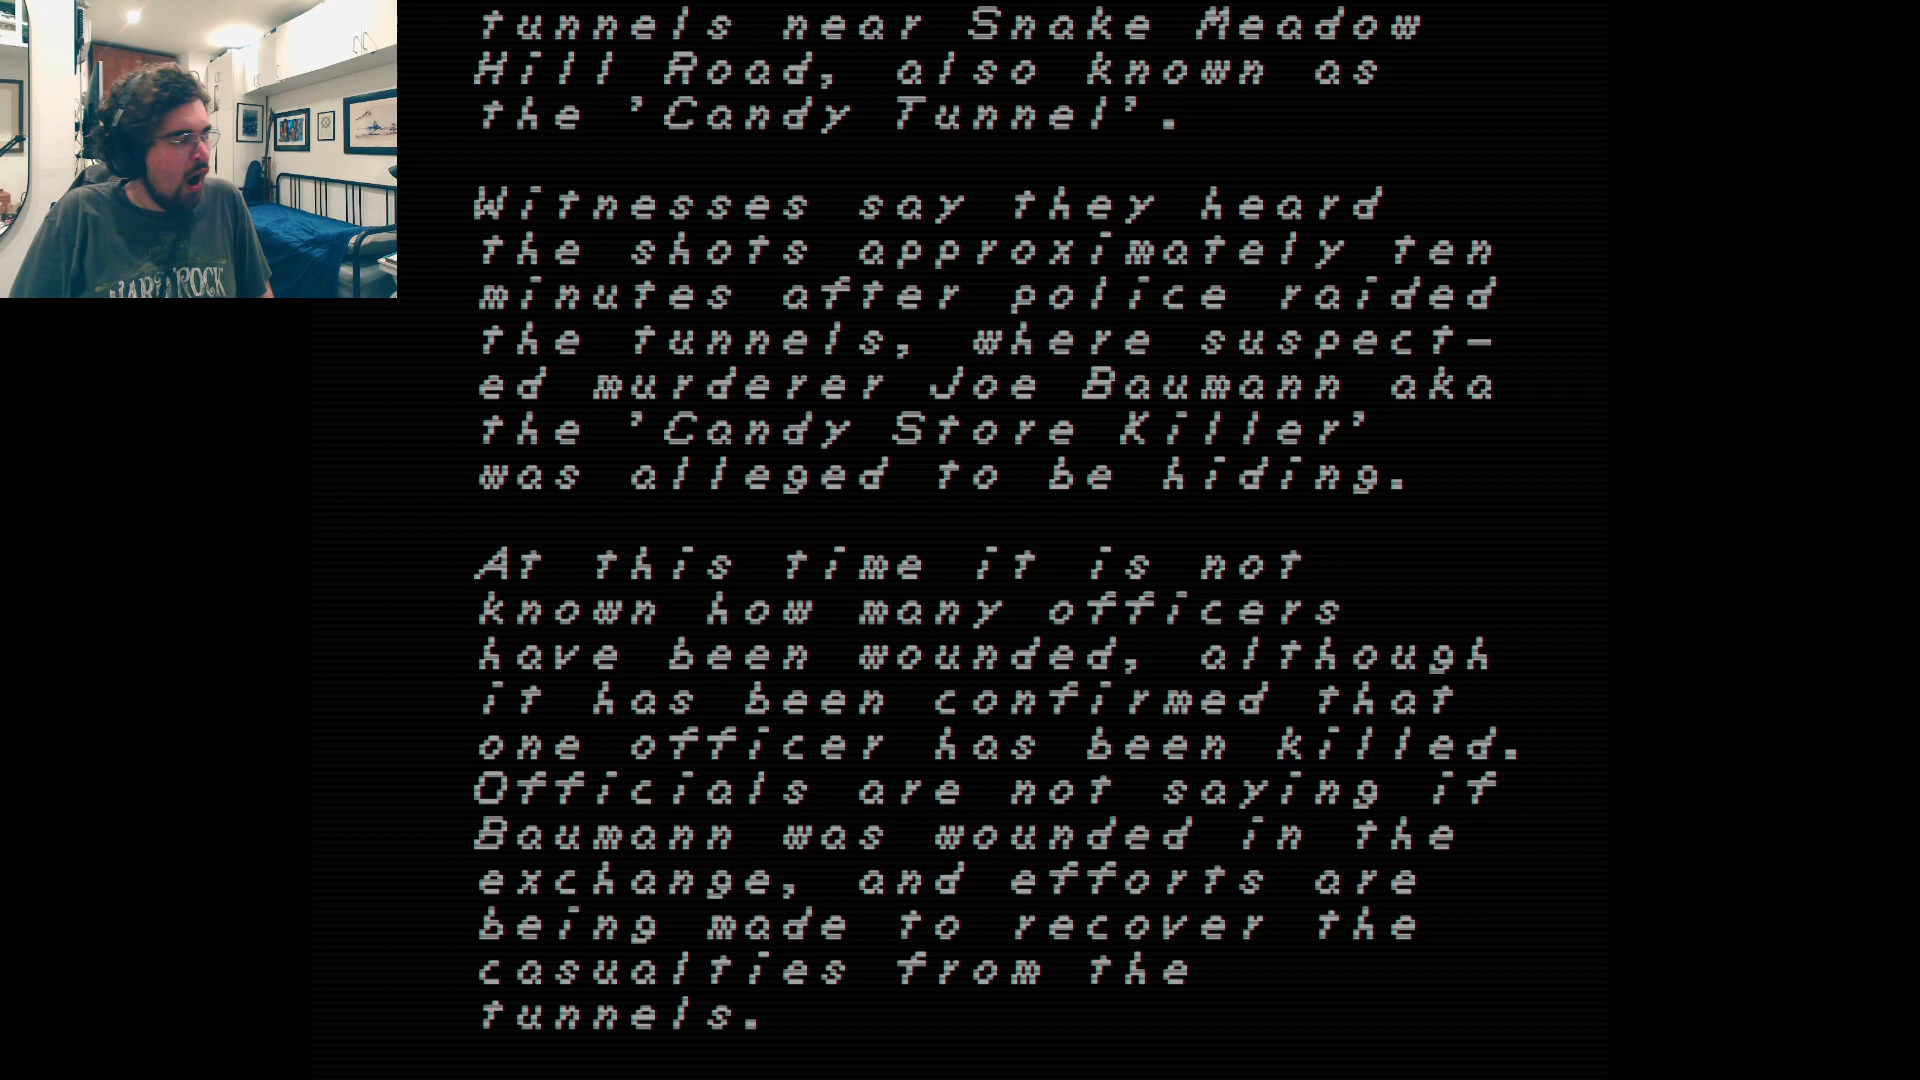 tunnels near Snake Meadow
Hill Road, also known as
the 'Candy Tunnel'.
Witnesses say they heard
the shots approximately ten
minutes after police raided
the tunnels, where suspect-
ed murderer Joe Baumann aka
the 'Candy Store Killer'
was alleged to be hiding.
At this time it is not
known how many officers
have been wounded, although
it has been confirmed that
one officer has been killed.
Officials are not saying if
Baumann was wounded in the
exchange, and efforts are
being made to recover the
casualties from the
tunnels.
HARD ROCK